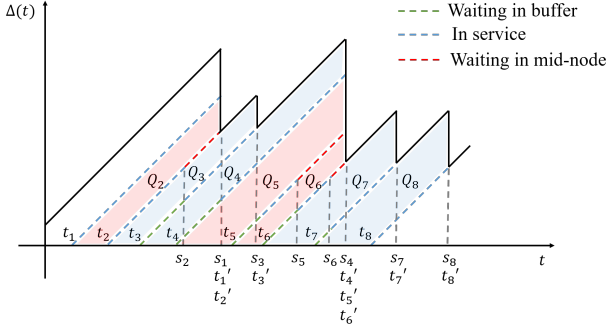 Δ(t)
Waiting in buffer
In service
Waiting in mid-node
Q₂ Q₃ Q₄ Q₅ Q₆ Q₇ Q₈
t₁ t₂ t₃ t₄ t₅ t₆ t₇ t₈
s₂ s₁ s₃ s₅ s₆ s₄ s₇ s₈ t
t₁′ t₃′ t₄′ t₇′ t₈′
t₂′ t₅′
t₆′